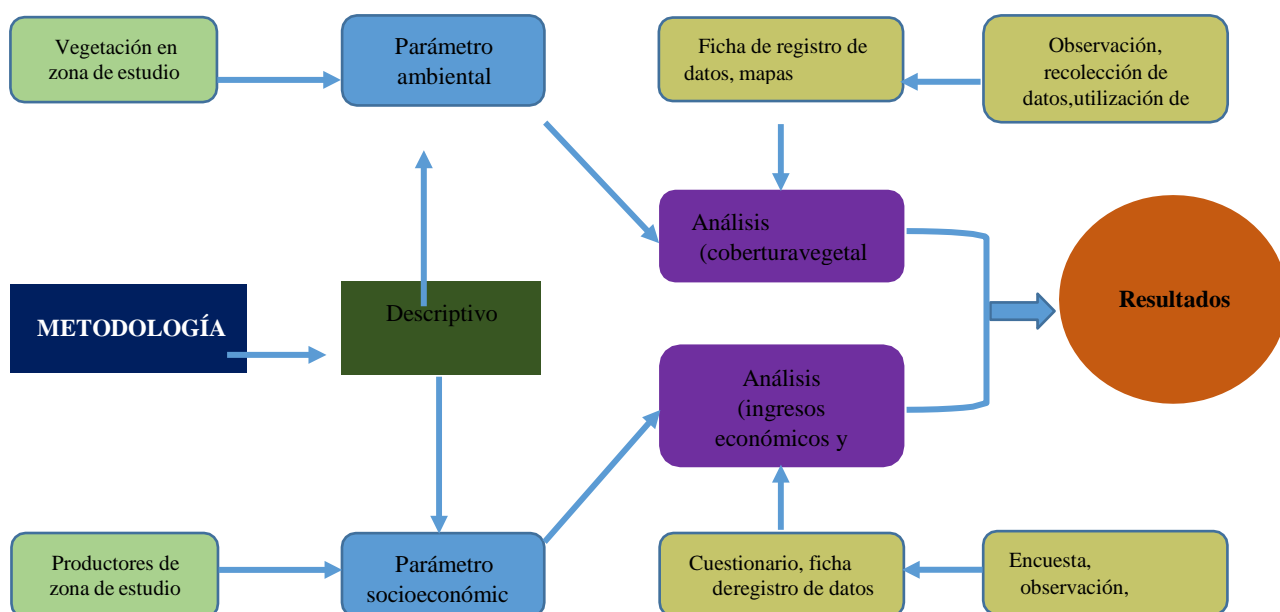 Vegetación en
zona de estudio
Parámetro
ambiental
Ficha de registro de
datos, mapas
Observación,
recolección de
datos,utilización de
Análisis
(coberturavegetal
METODOLOGÍA
Descriptivo
Resultados
Análisis
(ingresos
económicos y
Productores de
zona de estudio
Parámetro
socioeconómic
Cuestionario, ficha
deregistro de datos
Encuesta,
observación,